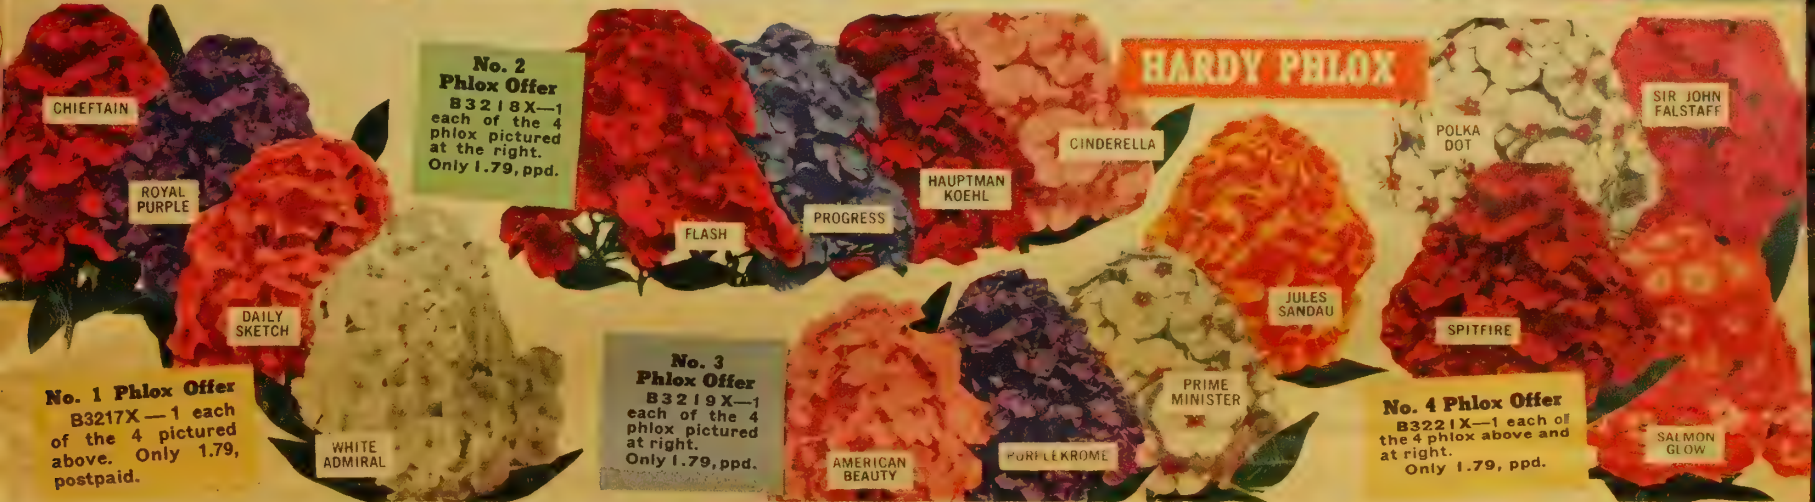 HARDY PHLOX
CHIEFTAIN
ROYAL
PURPLE
DAILY
SKETCH
WHITE
ADMIRAL
No. 1 Phlox Offer
B3217X — 1 each
of the 4 pictured
above. Only 1.79,
postpaid.
No. 2
Phlox Offer
B3218X—1
each of the 4
phlox pictured
at the right.
Only 1.79, ppd.
FLASH
PROGRESS
HAUPTMAN
KOEHL
CINDERELLA
No. 3
Phlox Offer
B3219X—1
each of the 4
phlox pictured
at right.
Only 1.79, ppd.
AMERICAN
BEAUTY
PURPLEKROME
PRIME
MINISTER
JULES
SANDAU
POLKA
DOT
SIR JOHN
FALSTAFF
SPITFIRE
SALMON
GLOW
No. 4 Phlox Offer
B3221X—1 each of
the 4 phlox above and
at right.
Only 1.79, ppd.